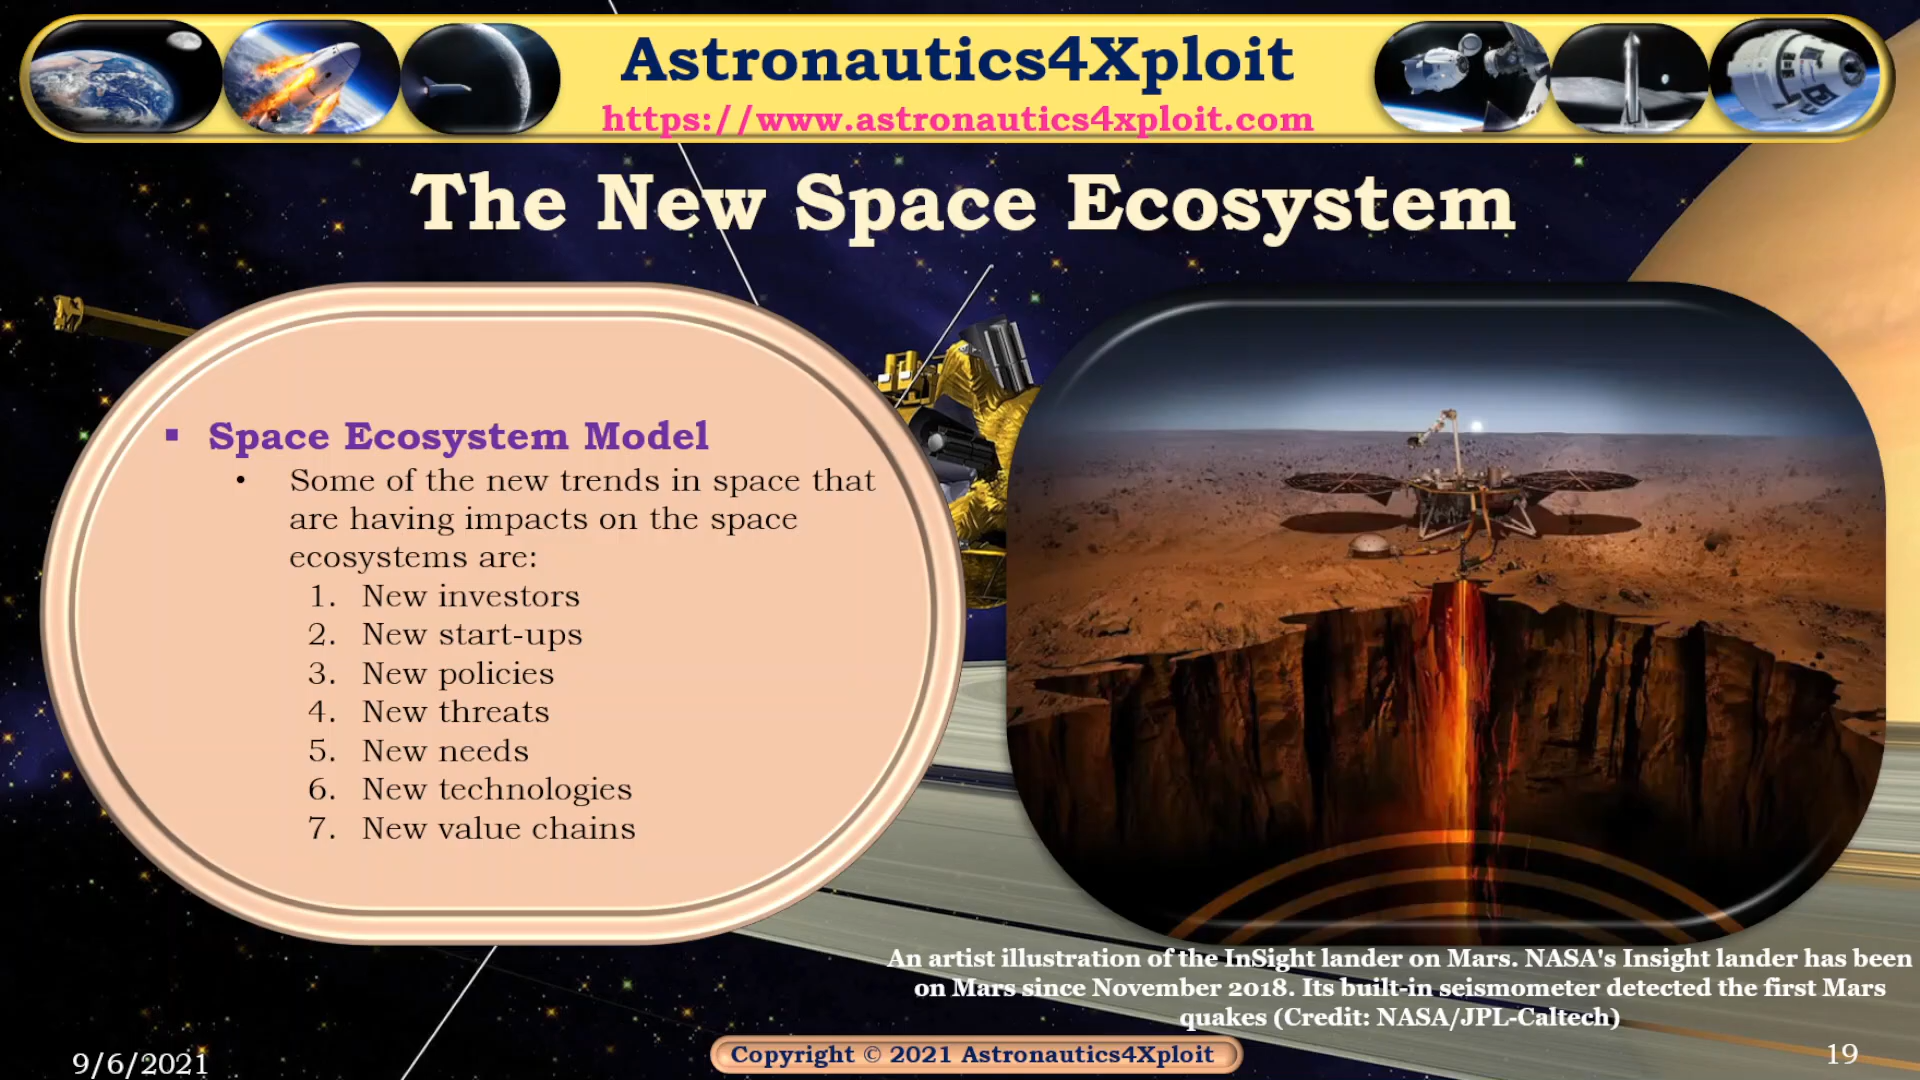 Astronautics4Xploit
https://www.astronautics4xploit.com
The New Space Ecosystem
▪ Space Ecosystem Model
• Some of the new trends in space that
are having impacts on the space
ecosystems are:
1. New investors
2. New start-ups
3. New policies
4. New threats
5. New needs
6. New technologies
7. New value chains
An artist illustration of the InSight lander on Mars. NASA's Insight lander has been
on Mars since November 2018. Its built-in seismometer detected the first Mars
quakes (Credit: NASA/JPL-Caltech)
9/6/2021
Copyright © 2021 Astronautics4Xploit
19